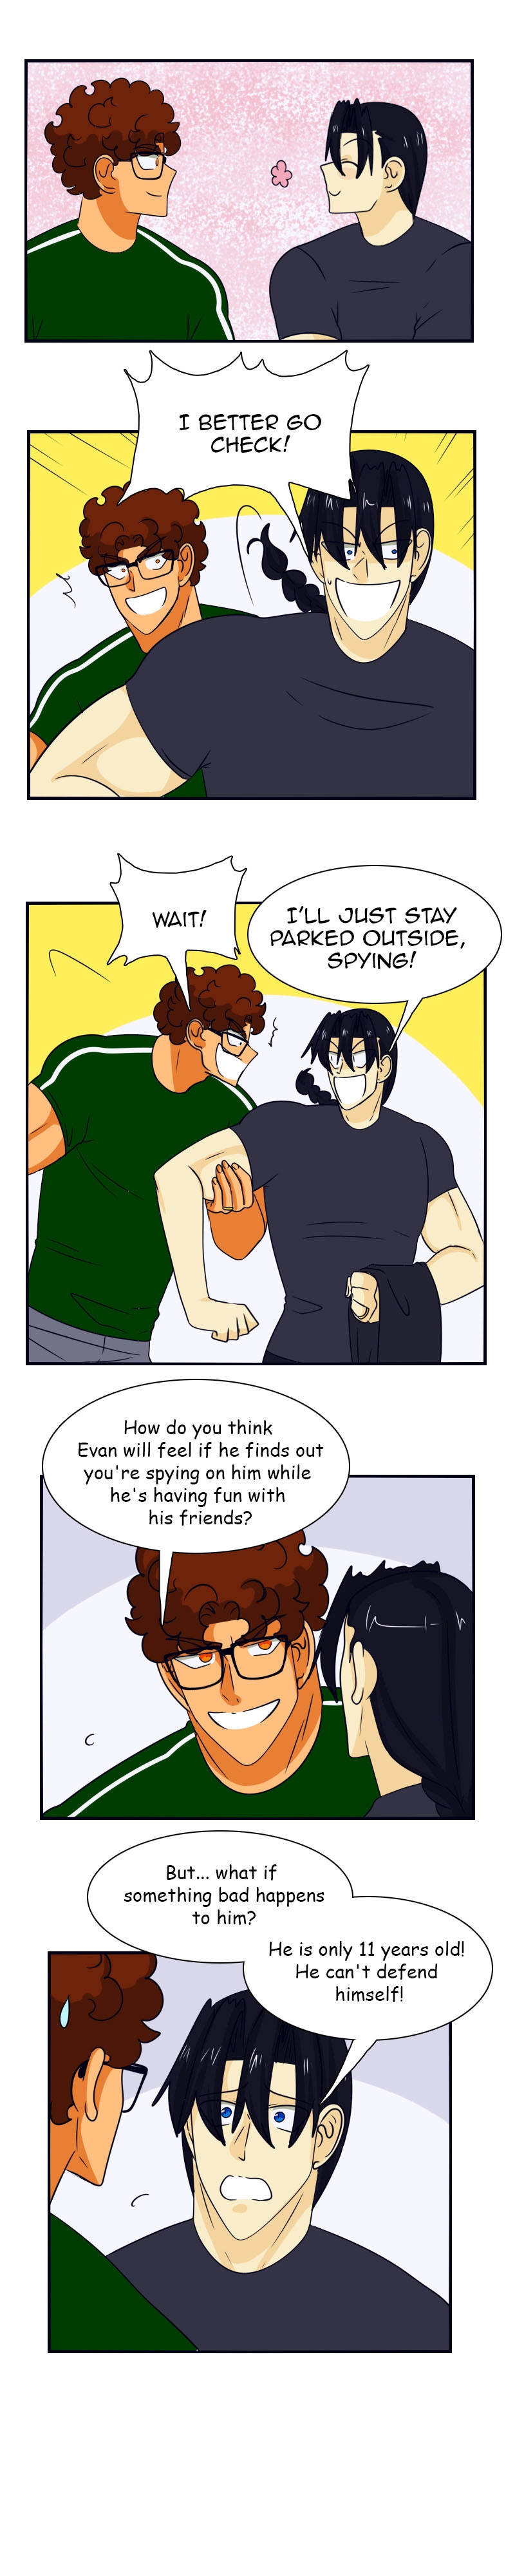 I BETTER GO
CHECK!
WAIT!
I'LL JUST STAY
PARKED OUTSIDE,
SPYING!
How do you think
Evan will feel if he finds out
you're spying on him while
he's having fun with
his friends?
But... what if
something bad happens
to him?
He is only 11 years old!
He can't defend
himself!